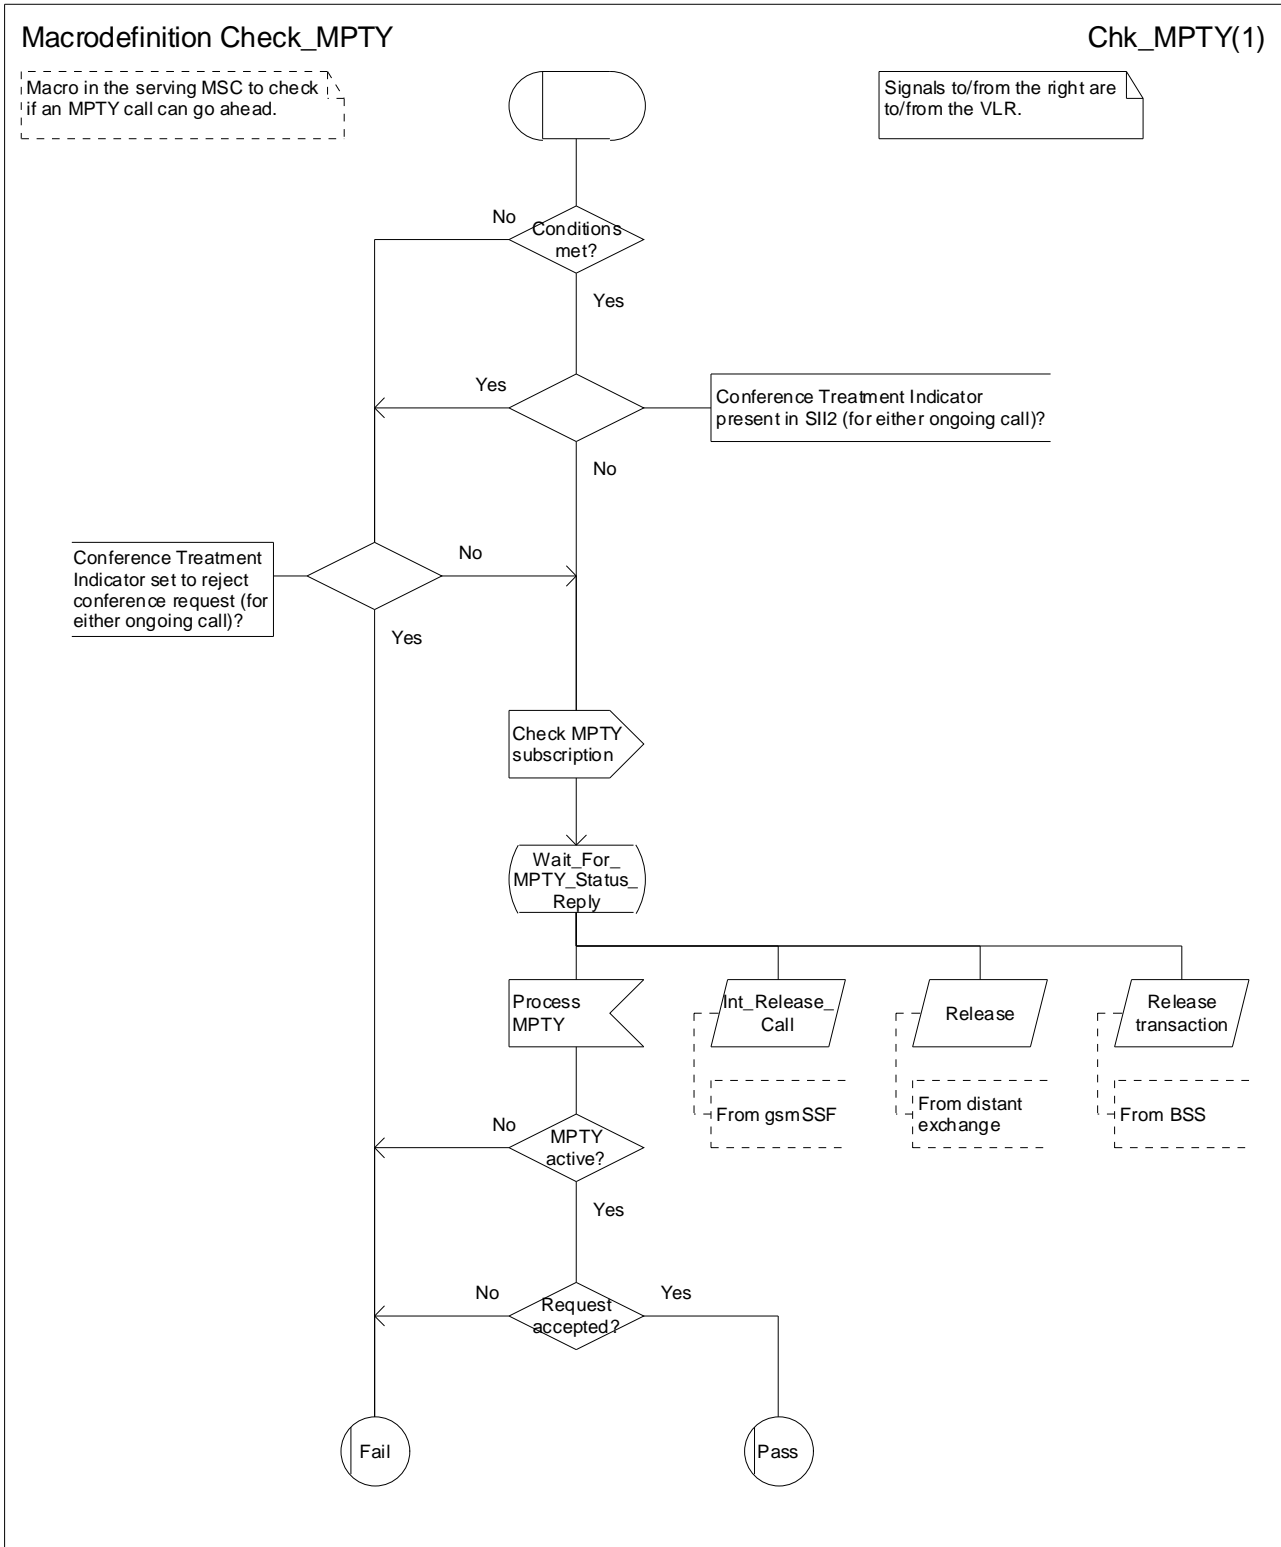 Macrodefinition Check_MPTY
Chk_MPTY(1)
Macro in the serving MSC to check
if an MPTY call can go ahead.
Signals to/from the right are
to/from the VLR.
No
Conditions
met?
Yes
Yes
Conference Treatment Indicator
present in SII2 (for either ongoing call)?
No
Conference Treatment
Indicator set to reject
conference request (for
either ongoing call)?
No
Yes
Check MPTY
subscription
Wait_For_
MPTY_Status_
Reply
Process
MPTY
Int_Release_
Call
Release
Release
transaction
From gsmSSF
From distant
exchange
From BSS
No
MPTY
active?
Yes
No
Request
accepted?
Yes
Fail
Pass